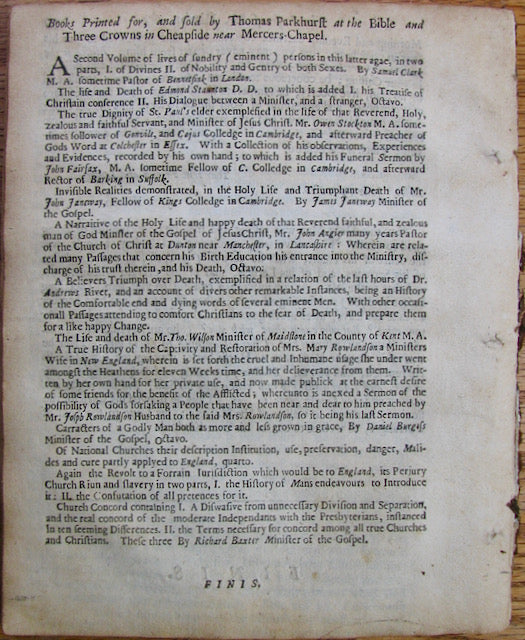 Books Printed for, and sold by Thomas Parkhurst at the Bible and
Three Crowns in Cheapside near Mercers-Chapel.
A Second Volume of lives of sundry (eminent) persons in this latter agae, in two
parts, I. of Divines II. of Nobility and Gentry of both Sexes. By Samuel Clark
M. A. sometime Pastor of Bennetfink in London.
The life and Death of Edmond Staunton D. D. to which is added I. his Treatise of
Christain conference II. His Dialogue between a Minister, and a stranger, Octavo.
The true Dignity of St. Paul's elder exemplesied in the life of that Reverend, Holy,
zealous and faithful Servant, and Minister of Jesus Christ. Mr. Owen Stockton M. A. some-
times follower of Gonvile, and Cajus Colledge in Cambridge, and afterward Preacher of
Gods Word at Colchester in Essex. With a Collection of his observations, Experiences
and Evidences, recorded by his own hand; to which is added his Funeral Sermon by
John Fairfax, M. A. sometime Fellow of C. Colledge in Cambridge, and afterward
Rector of Barking in Suffolk.
Invisible Realities demonstrated, in the Holy Life and Triumphant Death of Mr.
John Janeway, Fellow of Kings Colledge in Cambridge. By James Janeway Minister of
the Gospel.
A Narraitive of the Holy Life and happy death of that Reverend faithful, and zealous
man of God Minster of the Gospel of Jesus Christ, Mr. John Angier many years Pastor
of the Church of Christ at Dunton near Manchester, in Lancashire: Wherein are rela-
ted many Passages that concern his Birth Education his entrance into the Ministry, dis-
charge of his trust therein, and his Death, Octavo:
A Believers Triumph over Death, exemplified in a relation of the last hours of Dr.
Andrews Rivet, and an account of divers other remarkable Instances, being an History
of the Comfortable end and dying words of several eminent Men. With other occasi-
onall Passages attending to comfort Christians to the fear of Death, and prepare them
for a like happy Change.
The Life and death of Mr. Tho. Wilson Minister of Maidstone in the County of Kent M. A.
A True History of the Captivity and Restoration of Mrs. Mary Rowlandson a Ministers
Wife in New England, wherein is set forth the cruel and Inhumane usage she under went
amongst the Heathens for eleven Weeks time, and her deliverance from them. Writ-
ten by her own hand for her private use, and now made publick at the earnest desire
of some friends for the benefit of the Afflicted; whereunto is anexed a Sermon of the
possibility of Gods forsaking a People that have been near and dear to him preached by
Mr. Joseph Rowlandson Husband to the said Mrs. Rowlandson, so it being his last Sermon.
Carracters of a Godly Man both as more and less grown in grace, By Daniel Burgess
Minister of the Gospel, octavo.
Of National Churches their description Institution, use, preservation, danger, Mali-
dies and cure partly applyed to England, quarto.
Again the Revolt to a Forrain Iurisdiction which would be to England, its Perjury
Church Riun and slavery in two parts, I. the History of Mans endeavours to Introduce
it: II. the Confutation of all pretences for it.
Church Concord containing I. A Diswasive from unnecessary Division and Separation,
and the real concord of the moderate Independants with the Presbyterians, instanced
In ten seeming Differences. II. the Terms necessary for concord among all true Churches
and Christians. These three By Richard Baxter Minister of the Gospel.
FINIS.